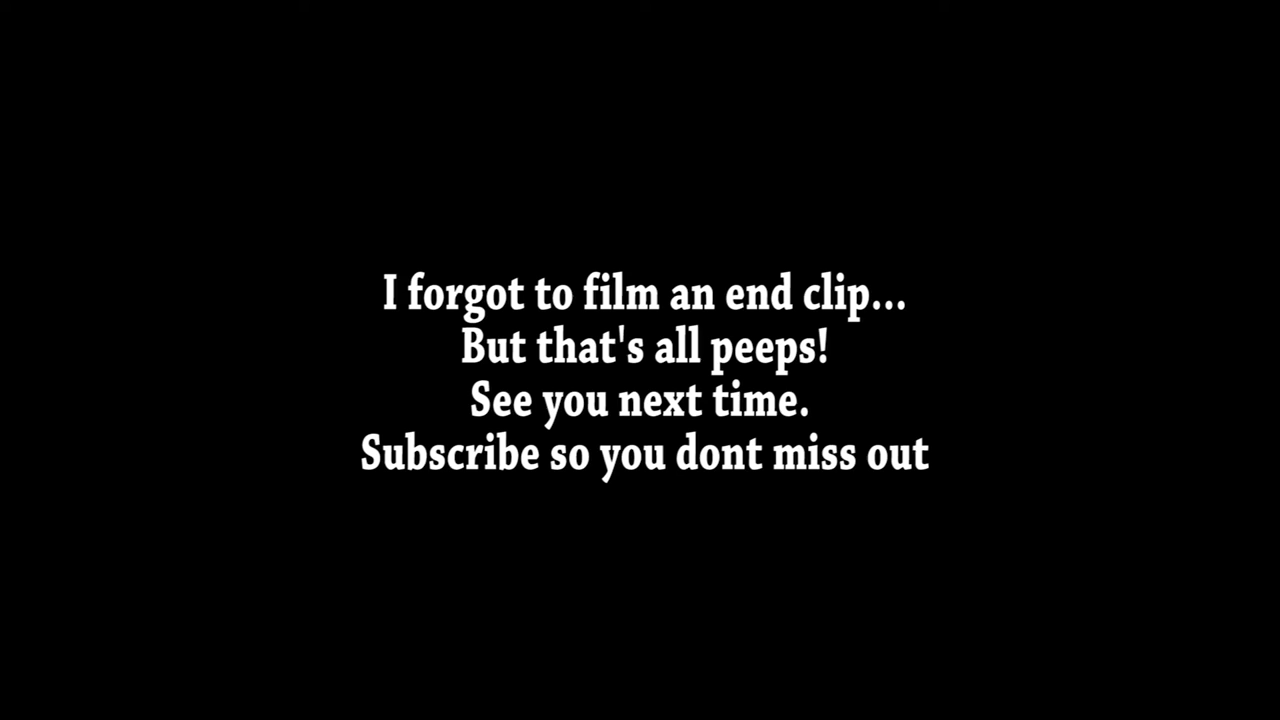 I forgot to film an end clip...
But that's all peeps!
See you next time.
Subscribe so you dont miss out